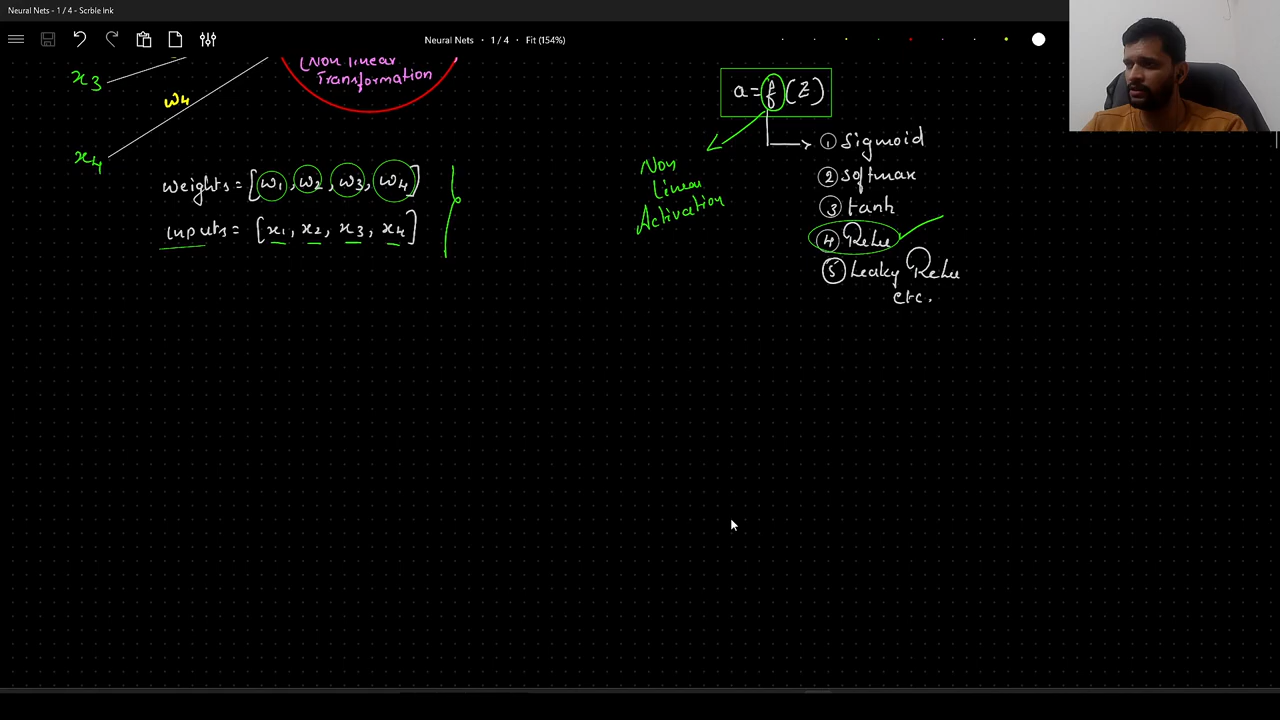 Neural Nets - 1 / 4 - Scrble Ink
Neural Nets • 1 / 4 • Fit (154%)
x3
(Non linear
Transformation
w4
x4
weights = [w1, w2, w3, w4]
inputs = [x1, x2, x3, x4]
a = f(Z)
Non
Linear
Activation
1 Sigmoid
2 softmax
3 tanh
4 Relu
5 Leaky Relu
etc.